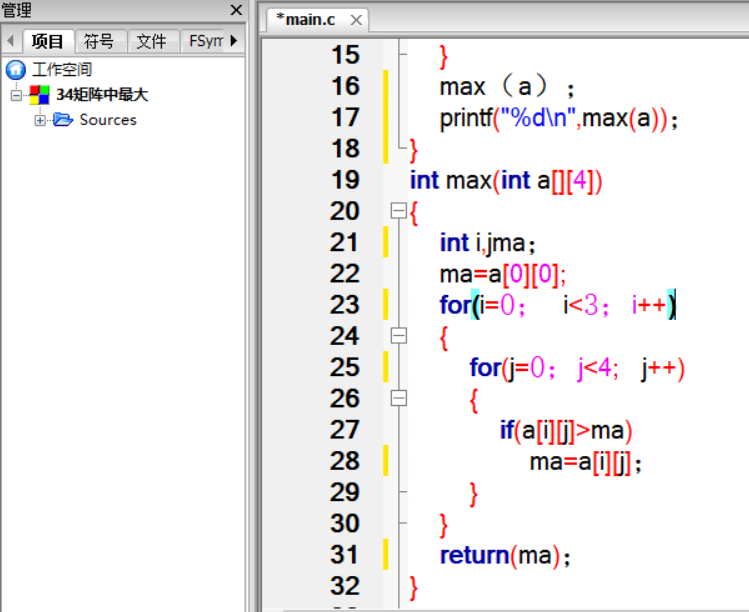 管理
*main.c
项目 符号 文件 FSym
工作空间
34矩阵中最大
Sources
15 }
16 max（a）；
17 printf("%d\n",max(a))；
18 }
19 int max(int a[][4])
20 {
21 int i,jma；
22 ma=a[0][0];
23 for(i=０； i<３； i++)
24 {
25 for(j=０； j<4; j++)
26 {
27 if(a[i][j]>ma)
28 ma=a[i][j]；
29 }
30 }
31 return(ma)；
32 }